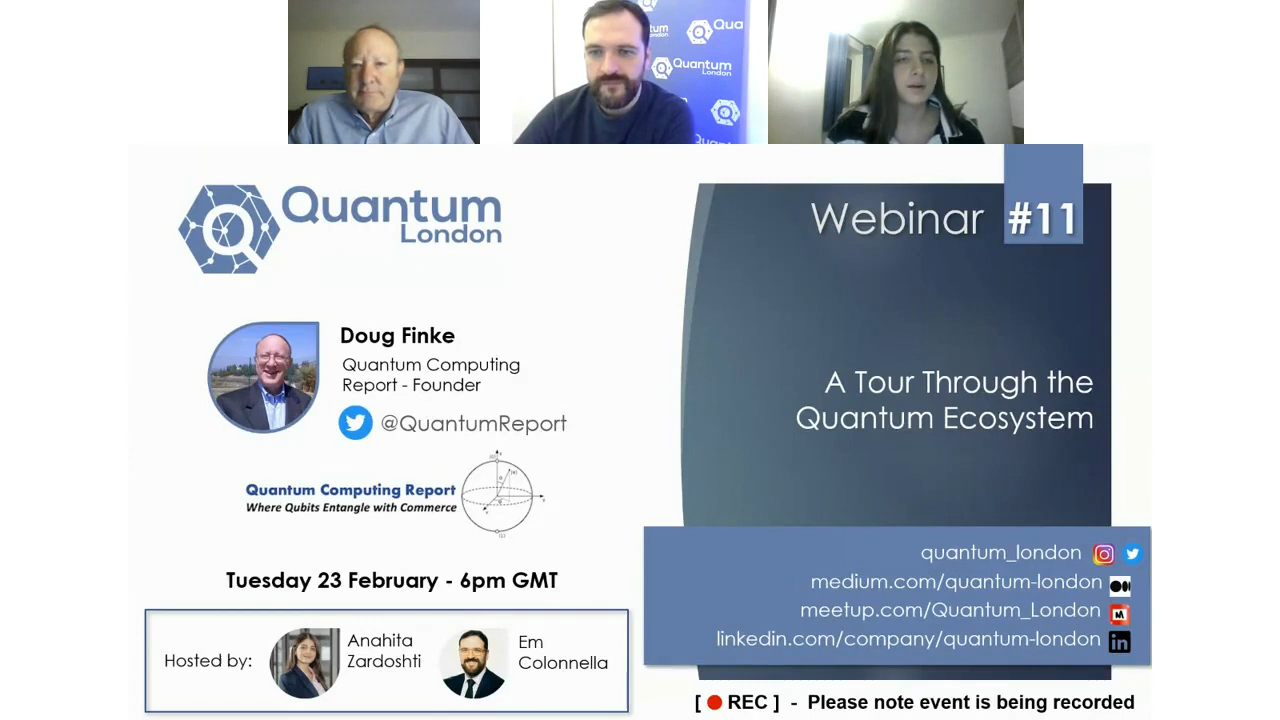 Quantum
London
Qua
Quantum
London
Quantum
London
Webinar #11
Doug Finke
Quantum Computing
Report - Founder
@QuantumReport
A Tour Through the
Quantum Ecosystem
Quantum Computing Report
Where Qubits Entangle with Commerce
Tuesday 23 February - 6pm GMT
Hosted by:
Anahita
Zardoshti
Em
Colonnella
quantum_london
medium.com/quantum-london
meetup.com/Quantum_London
linkedin.com/company/quantum-london
[ REC ] - Please note event is being recorded